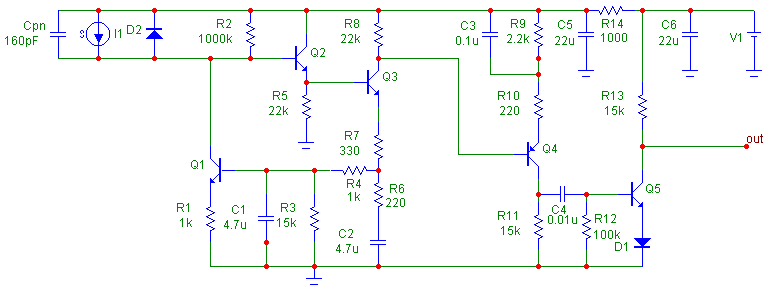 Cpn
160pF
I1
D2
R2
1000k
Q2
R8
22k
C3
0.1u
R9
2.2k
C5
22u
R14
1000
C6
22u
V1
Q3
R5
22k
R10
220
R13
15k
out
R7
330
Q4
Q1
R4
1k
R6
220
Q5
R1
1k
C1
4.7u
R3
15k
C2
4.7u
R11
15k
C4
0.01u
R12
100k
D1